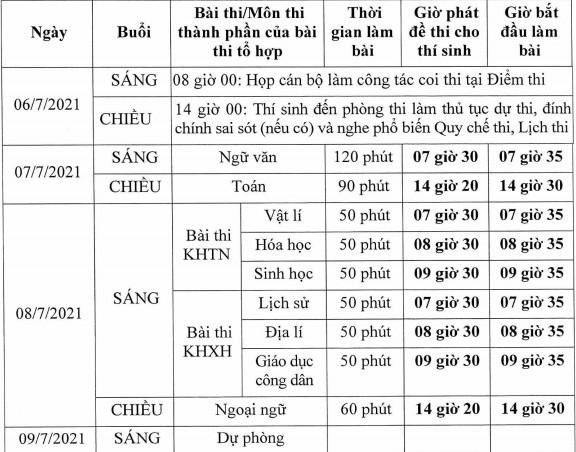 Ngày Buổi Bài thi/Môn thi thành phần của bài thi tổ hợp Thời gian làm bài Giờ phát đề thi cho thí sinh Giờ bắt đầu làm bài
06/7/2021 SÁNG 08 giờ 00: Họp cán bộ làm công tác coi thi tại Điểm thi
CHIỀU 14 giờ 00: Thí sinh đến phòng thi làm thủ tục dự thi, đính
chính sai sót (nếu có) và nghe phổ biến Quy chế thi, Lịch thi
07/7/2021 SÁNG Ngữ văn 120 phút 07 giờ 30 07 giờ 35
CHIỀU Toán 90 phút 14 giờ 20 14 giờ 30
08/7/2021 SÁNG Bài thi KHTN Vật lí 50 phút 07 giờ 30 07 giờ 35
Hóa học 50 phút 08 giờ 30 08 giờ 35
Sinh học 50 phút 09 giờ 30 09 giờ 35
Bài thi KHXH Lịch sử 50 phút 07 giờ 30 07 giờ 35
Địa lí 50 phút 08 giờ 30 08 giờ 35
Giáo dục công dân 50 phút 09 giờ 30 09 giờ 35
CHIỀU Ngoại ngữ 60 phút 14 giờ 20 14 giờ 30
09/7/2021 SÁNG Dự phòng